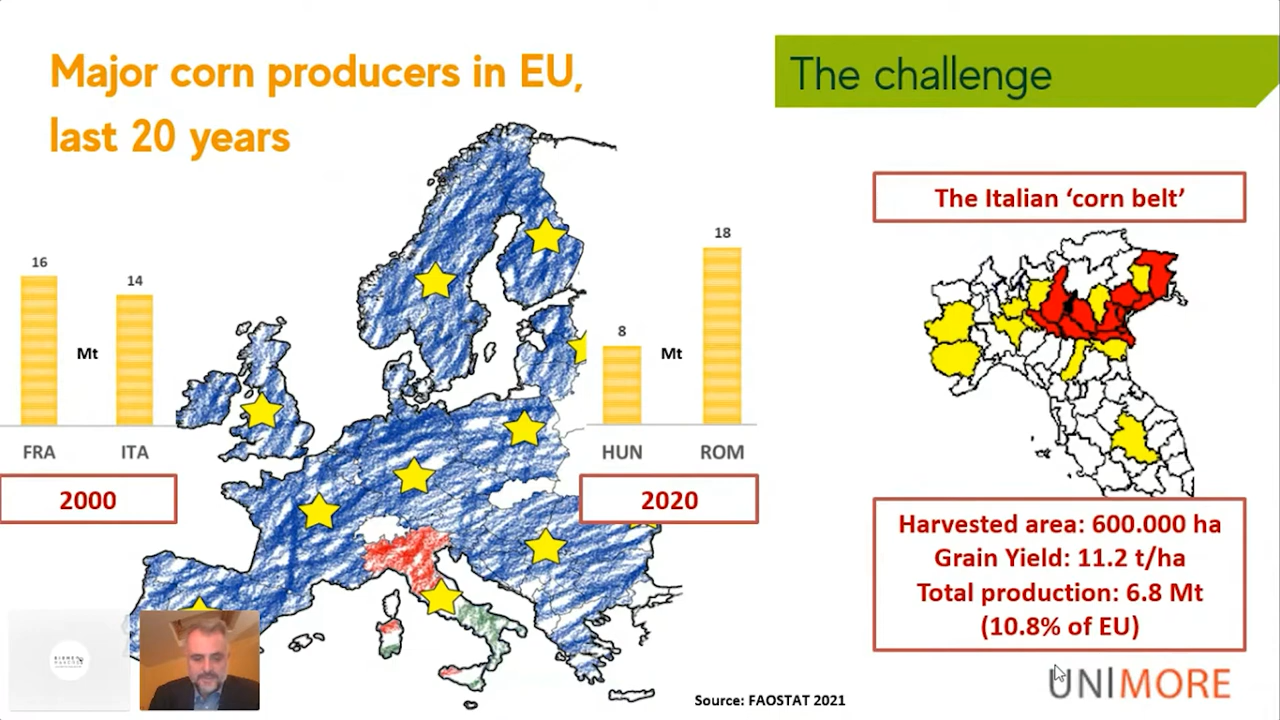 Major corn producers in EU,
last 20 years
The challenge
The Italian ‘corn belt’
16
14
Mt
FRA
ITA
2000
8
18
Mt
HUN
ROM
2020
Harvested area: 600.000 ha
Grain Yield: 11.2 t/ha
Total production: 6.8 Mt
(10.8% of EU)
Source: FAOSTAT 2021
UNIMORE